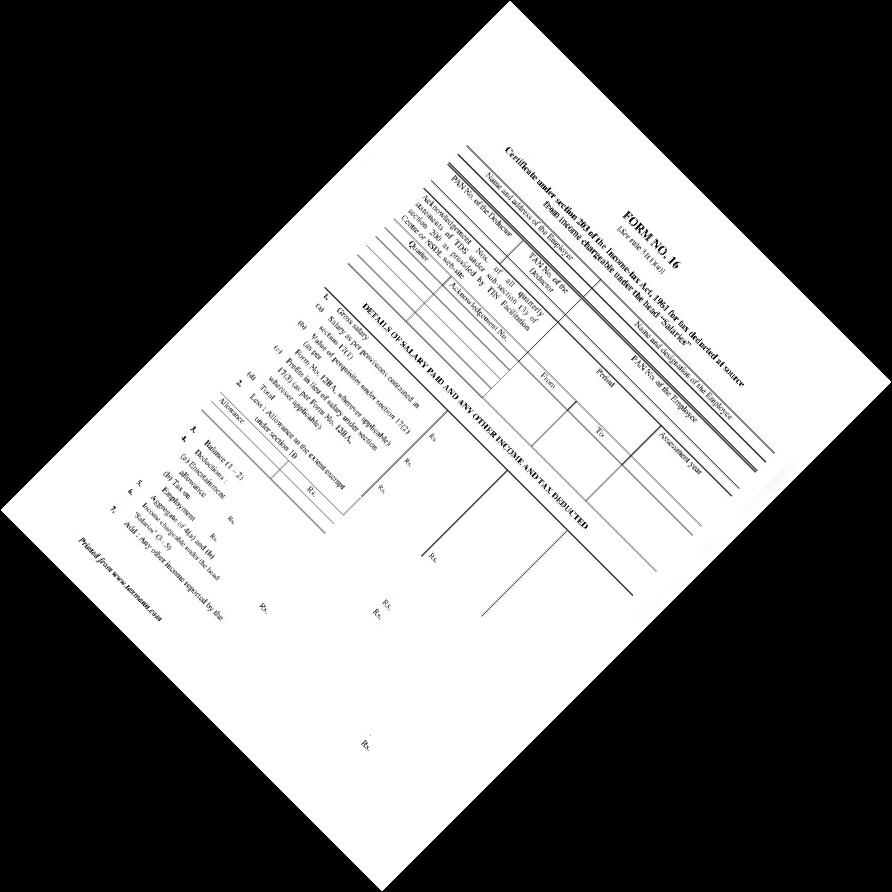 FORM NO. 16
[See rule 31(1)(a)]
Certificate under section 203 of the Income-tax Act, 1961 for tax deducted at source
from income chargeable under the head "Salaries"
Name and address of the Employer
Name and designation of the Employee
PAN No. of the Deductor
TAN No. of the
Deductor
PAN No. of the Employee
Acknowledgement Nos. of all quarterly
statements of TDS under sub-section (3) of
section 200 as provided by TIN Facilitation
Centre or NSDL web-site
Period
Assessment year
Quarter
Acknowledgement No.
From
To
DETAILS OF SALARY PAID AND ANY OTHER INCOME AND TAX DEDUCTED
1. Gross salary
(a) Salary as per provisions contained in
section 17(1)
Rs.
(b) Value of perquisites under section 17(2)
(as per
Form No. 12BA, wherever applicable)
Rs.
(c) Profits in lieu of salary under section
17(3) (as per Form No. 12BA,
wherever applicable)
Rs.
(d) Total
Rs.
2. Less : Allowance to the extent exempt
under section 10
Allowance
Rs.
Rs.
Rs.
3. Balance (1 – 2)
4. Deductions :
(a) Entertainment
allowance
Rs.
(b) Tax on
Employment
Rs.
5. Aggregate of 4(a) and (b)
Rs.
6. Income chargeable under the head
"Salaries" (3 - 5)
Rs.
7. Add : Any other income reported by the
Printed from www.taxmann.com